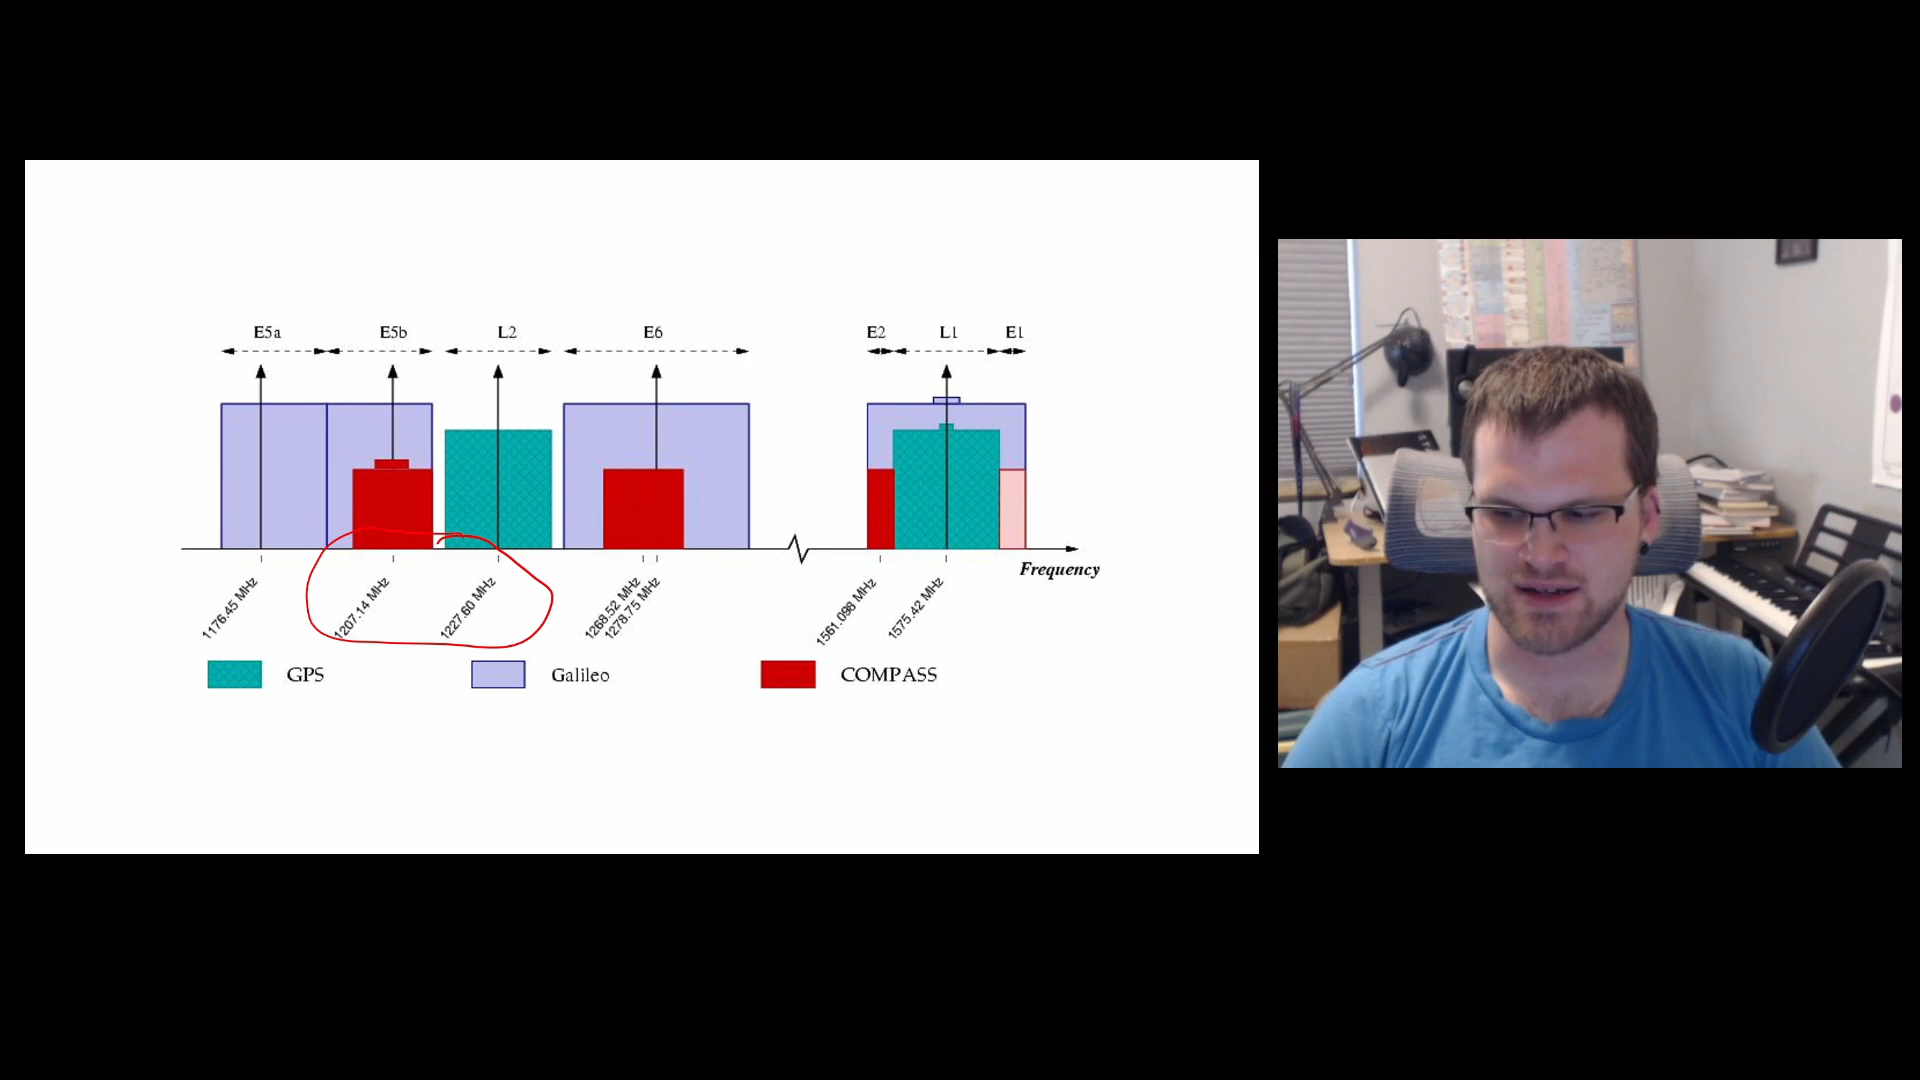 E5a E5b L2 E6 E2 L1 E1
Frequency
1176.45 MHz
1207.14 MHz
1227.60 MHz
1268.52 MHz
1278.75 MHz
1561.098 MHz
1575.42 MHz
GPS Galileo COMPASS